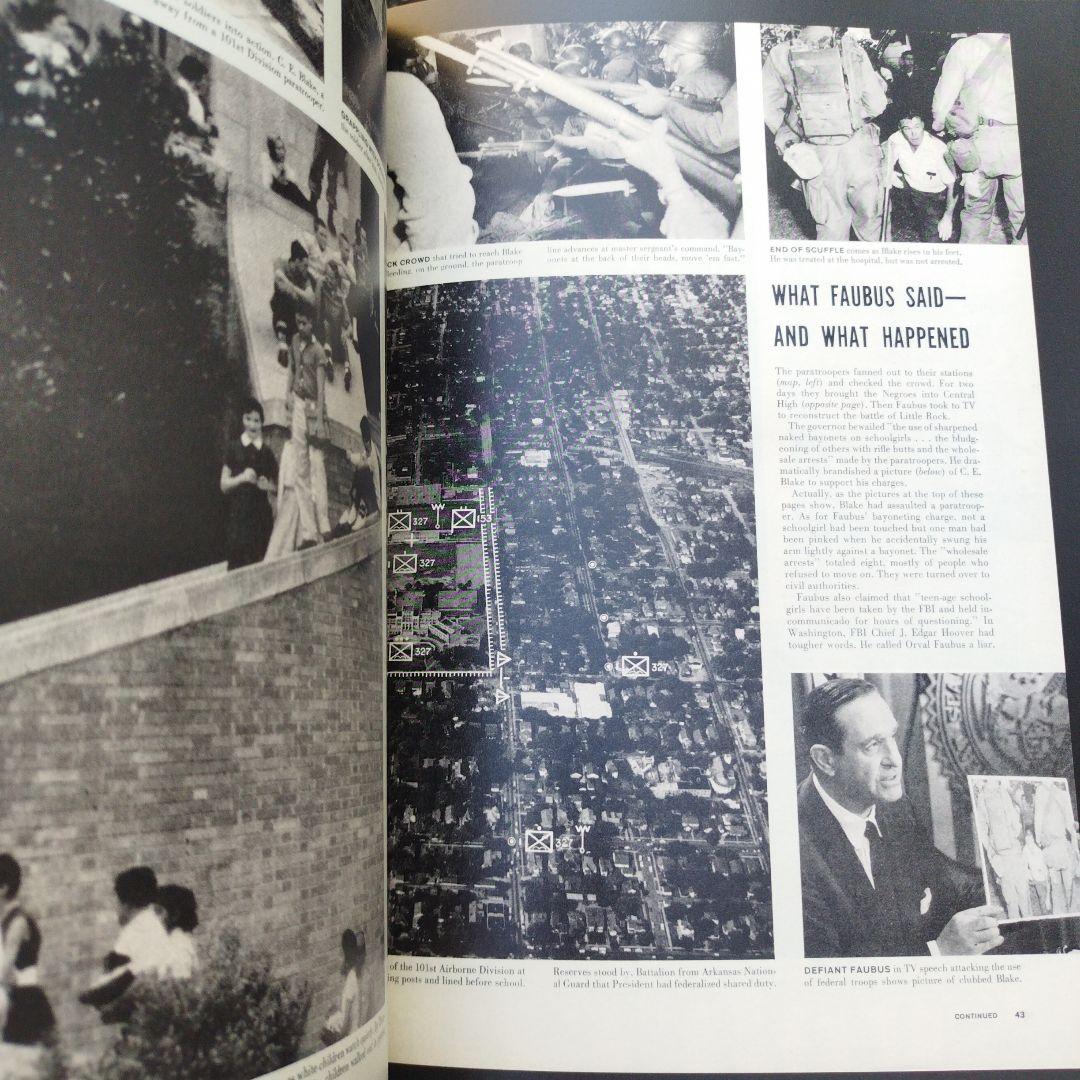 soldiers into action, C. E. Blake, a
away from a 101st Division paratrooper.
GRAPPLING
CK CROWD that tried to reach Blake
leeding, on the ground, the paratroop
line advances at master sergeant's command, "Bay-
onets at the back of their heads, move 'em fast."
END OF SCUFFLE comes as Blake rises to his feet.
He was treated at the hospital, but was not arrested.
WHAT FAUBUS SAID—
AND WHAT HAPPENED
The paratroopers fanned out to their stations
(map, left) and checked the crowd. For two
days they brought the Negroes into Central
High (opposite page). Then Faubus took to TV
to reconstruct the battle of Little Rock.
The governor bewailed "the use of sharpened
naked bayonets on schoolgirls . . . the bludg-
eoning of others with rifle butts and the whole-
sale arrests" made by the paratroopers. He dra-
matically brandished a picture (below) of C. E.
Blake to support his charges.
Actually, as the pictures at the top of these
pages show, Blake had assaulted a paratroop-
er. As for Faubus' bayoneting charge, not a
schoolgirl had been touched but one man had
been pinked when he accidentally swung his
arm lightly against a bayonet. The "wholesale
arrests" totaled eight, mostly of people who
refused to move on. They were turned over to
civil authorities.
Faubus also claimed that "teen-age school-
girls have been taken by the FBI and held in-
communicado for hours of questioning." In
Washington, FBI Chief J. Edgar Hoover had
tougher words. He called Orval Faubus a liar.
327
153
327
327
327
327
of the 101st Airborne Division at
ing posts and lined before school.
Reserves stood by. Battalion from Arkansas Nation-
al Guard that President had federalized shared duty.
DEFIANT FAUBUS in TV speech attacking the use
of federal troops shows picture of clubbed Blake.
white children watch
children walked out
CONTINUED 43